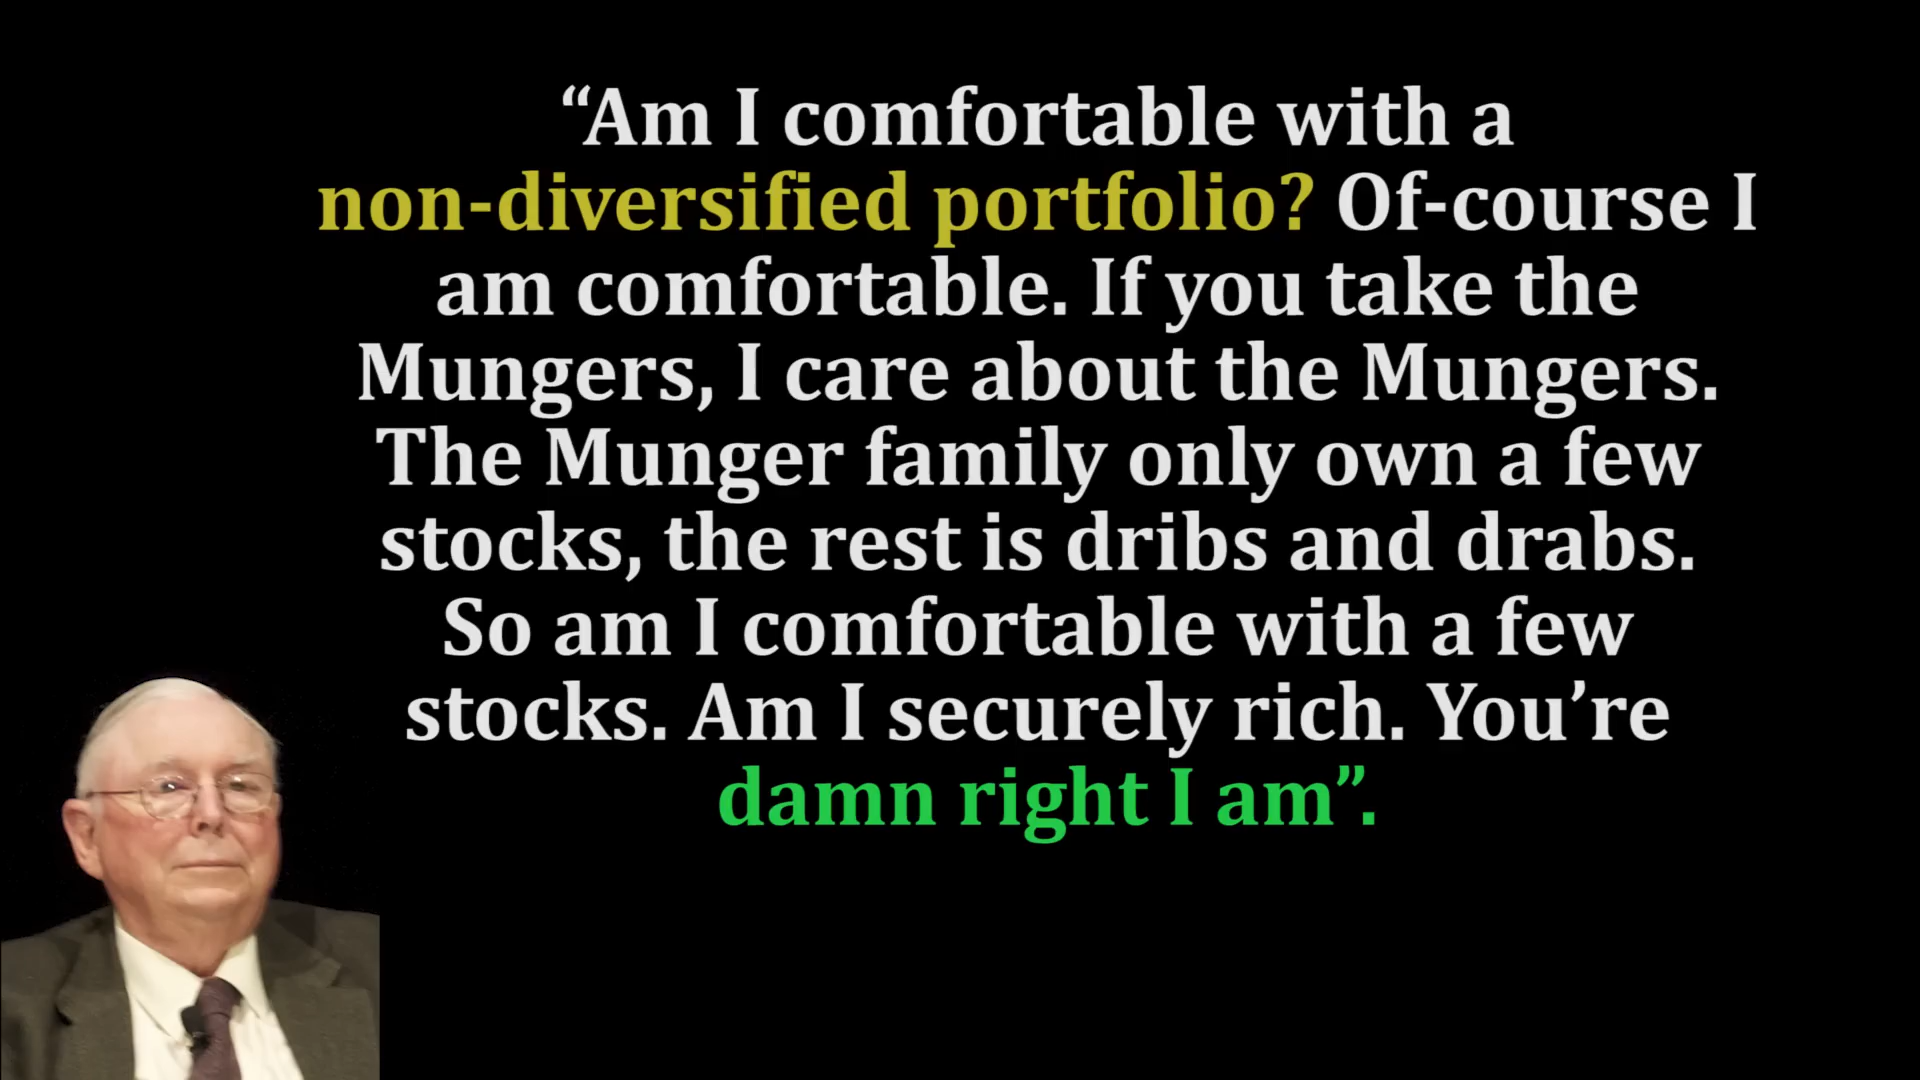 “Am I comfortable with a
non-diversified portfolio? Of-course I
am comfortable. If you take the
Mungers, I care about the Mungers.
The Munger family only own a few
stocks, the rest is dribs and drabs.
So am I comfortable with a few
stocks. Am I securely rich. You’re
damn right I am”.